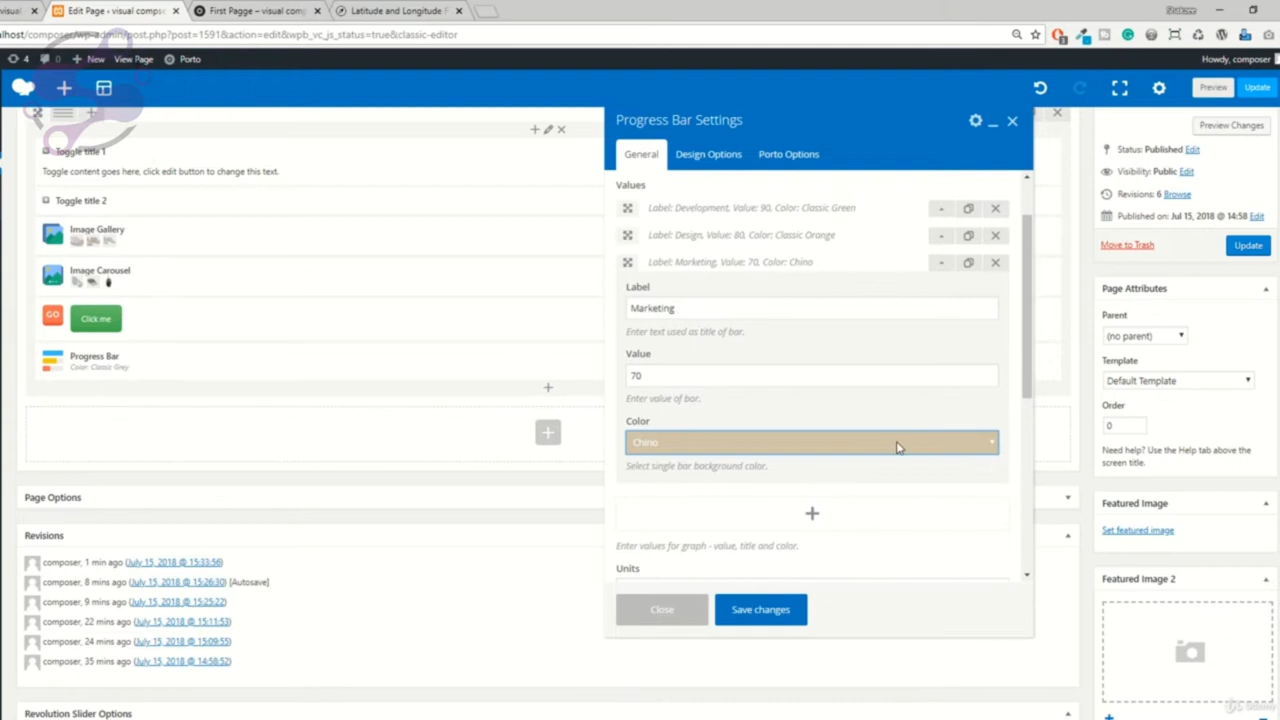 visual
Edit Page ‹ visual compos
First Pagge – visual comp
Latitude and Longitude F
lhost/composer/wp-admin/post.php?post=1591&action=edit&wpb_vc_js_status=true&classic-editor
4
0
New
View Page
Porto
Howdy, composer
Preview
Update
Toggle title 1
Toggle content goes here, click edit button to change this text.
Toggle title 2
Image Gallery
Image Carousel
GO
Click me
Progress Bar
Color: Classic Grey
Page Options
Revisions
composer, 1 min ago (July 15, 2018 @ 15:33:56)
composer, 8 mins ago (July 15, 2018 @ 15:26:30) [Autosave]
composer, 9 mins ago (July 15, 2018 @ 15:25:22)
composer, 22 mins ago (July 15, 2018 @ 15:11:53)
composer, 24 mins ago (July 15, 2018 @ 15:09:55)
composer, 35 mins ago (July 15, 2018 @ 14:58:52)
Revolution Slider Options
Progress Bar Settings
General
Design Options
Porto Options
Values
Label: Development, Value: 90, Color: Classic Green
Label: Design, Value: 80, Color: Classic Orange
Label: Marketing, Value: 70, Color: Chino
Label
Marketing
Enter text used as title of bar.
Value
70
Enter value of bar.
Color
Chino
Select single bar background color.
Enter values for graph - value, title and color.
Units
Close
Save changes
Preview Changes
Status: Published Edit
Visibility: Public Edit
Revisions: 6 Browse
Published on: Jul 15, 2018 @ 14:58 Edit
Move to Trash
Update
Page Attributes
Parent
(no parent)
Template
Default Template
Order
0
Need help? Use the Help tab above the
screen title.
Featured Image
Set featured image
Featured Image 2
Udemy